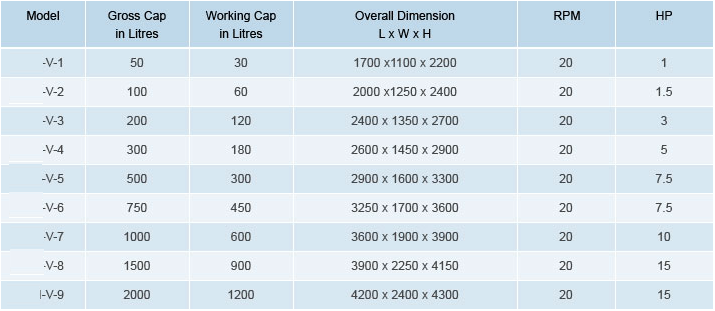 Model Gross Cap in Litres Working Cap in Litres Overall Dimension L x W x H RPM HP
-V-1 50 30 1700 x1100 x 2200 20 1
-V-2 100 60 2000 x1250 x 2400 20 1.5
-V-3 200 120 2400 x 1350 x 2700 20 3
-V-4 300 180 2600 x 1450 x 2900 20 5
-V-5 500 300 2900 x 1600 x 3300 20 7.5
-V-6 750 450 3250 x 1700 x 3600 20 7.5
-V-7 1000 600 3600 x 1900 x 3900 20 10
-V-8 1500 900 3900 x 2250 x 4150 20 15
-V-9 2000 1200 4200 x 2400 x 4300 20 15